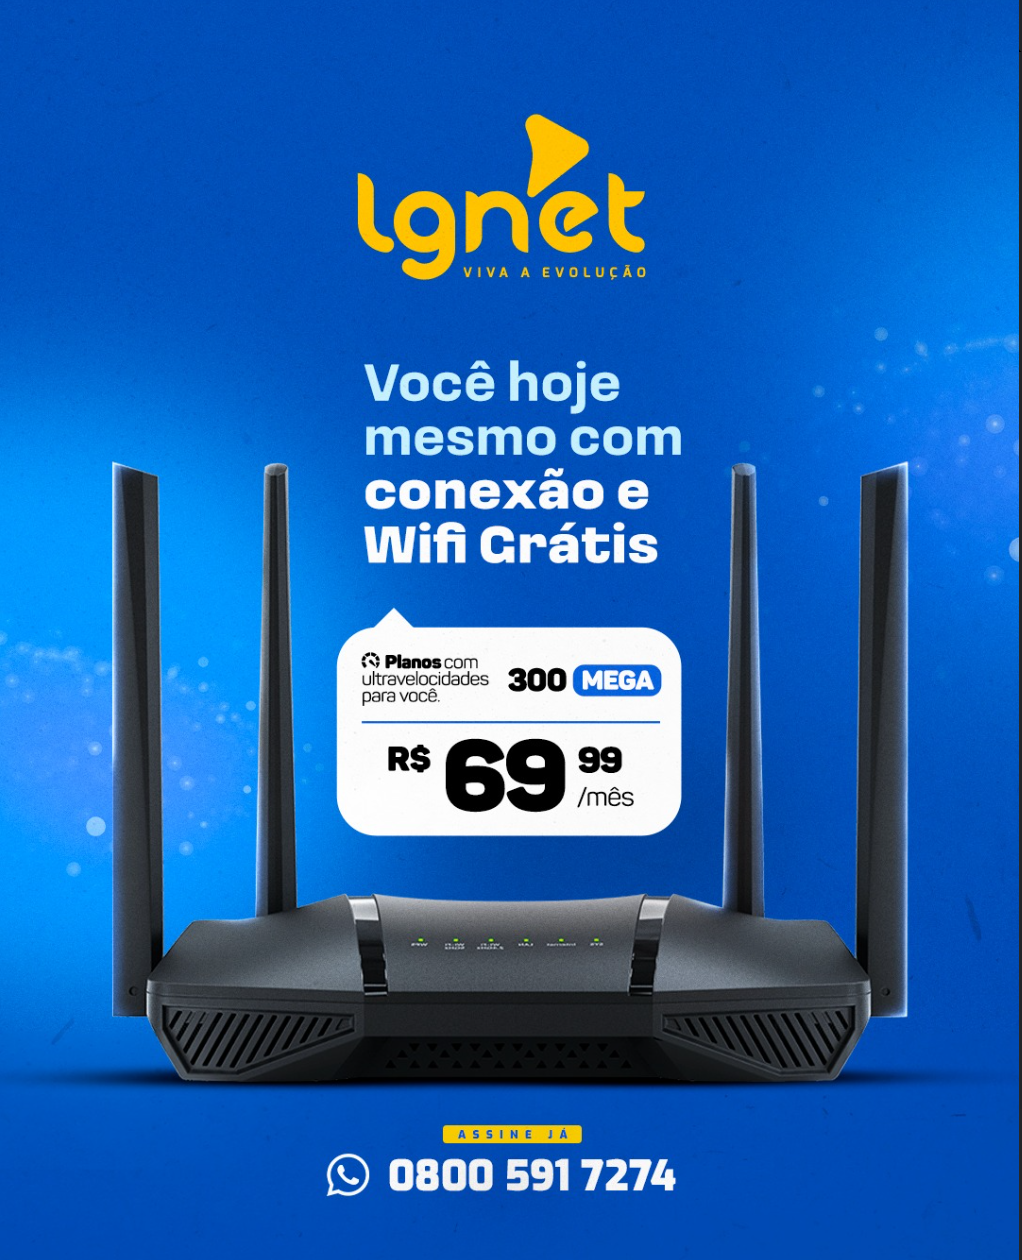 lgnet
VIVA A EVOLUÇÃO
Você hoje
mesmo com
conexão e
Wifi Grátis
Planos com
ultravelocidades
para você.
300 MEGA
R$ 69 99
/mês
ASSINE JÁ
0800 591 7274